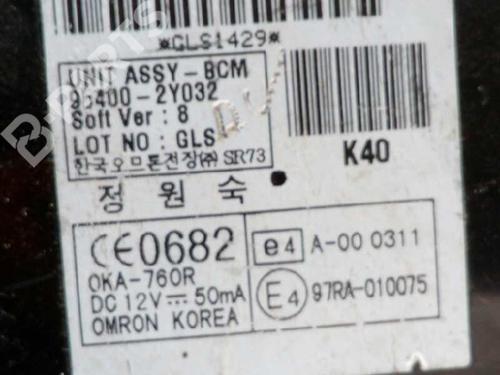 *GLS1429*
UNIT ASSY-BCM
95400-2Y032
Soft Ver : 8
LOT NO : GLS
한국오므론전장㈜ SR73
K40
정 원 숙
CE0682
OKA-760R
DC 12V ⎓ 50mA
OMRON KOREA
e4 A-00 0311
E4 97RA-010075